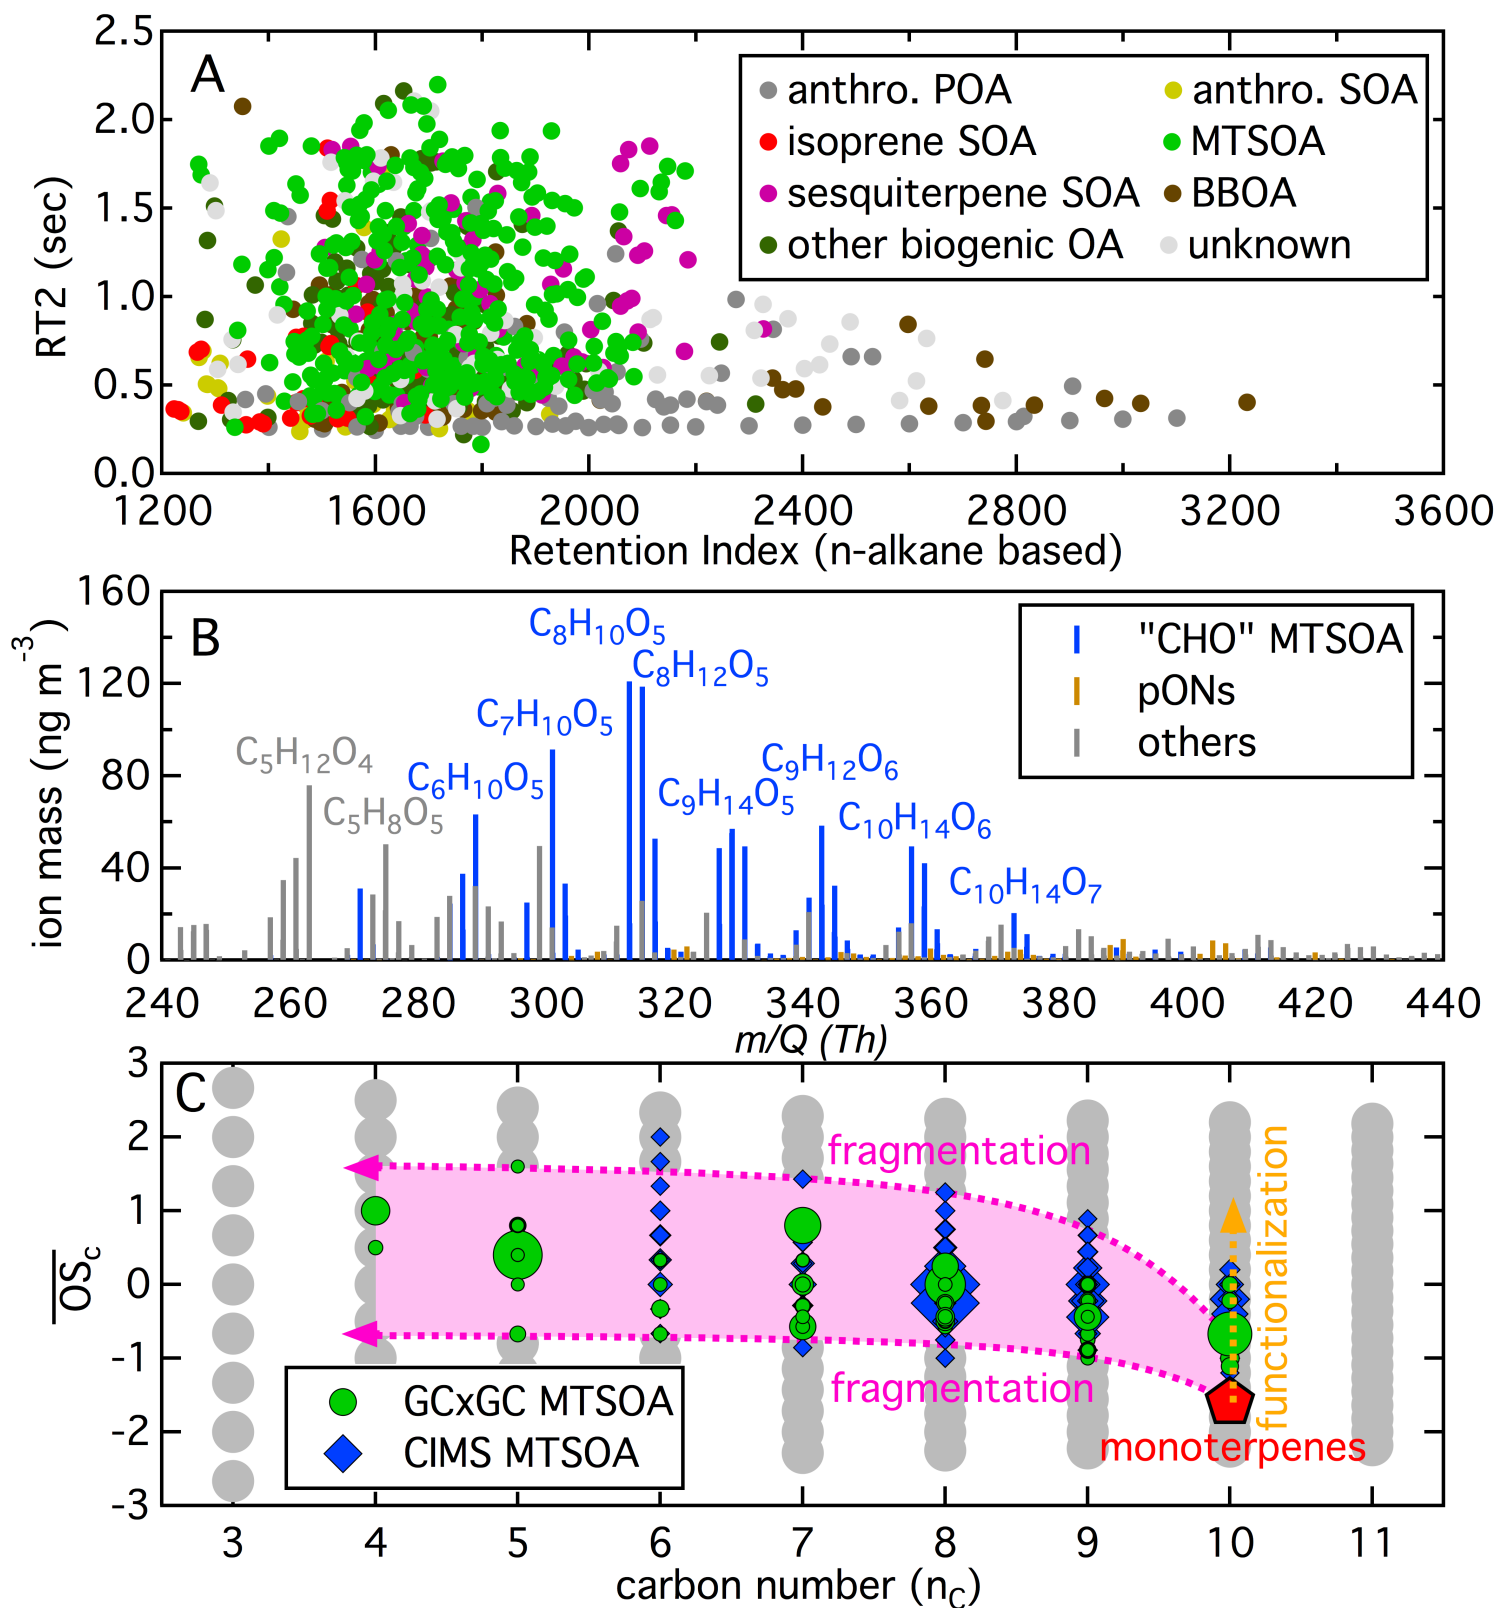 A
2.5
2.0
1.5
1.0
0.5
0.0
RT2 (sec)
anthro. POA
anthro. SOA
isoprene SOA
MTSOA
sesquiterpene SOA
BBOA
other biogenic OA
unknown
1200 1600 2000 2400 2800 3200 3600
Retention Index (n-alkane based)
B
160
120
80
40
0
ion mass (ng m⁻³)
C₈H₁₀O₅
C₈H₁₂O₅
C₇H₁₀O₅
C₅H₁₂O₄
C₆H₁₀O₅
C₅H₈O₅
C₉H₁₂O₆
C₉H₁₄O₅
C₁₀H₁₄O₆
C₁₀H₁₄O₇
"CHO" MTSOA
pONs
others
240 260 280 300 320 340 360 380 400 420 440
m/Q (Th)
C
3
2
1
0
-1
-2
-3
OS̅c
fragmentation
fragmentation
functionalization
monoterpenes
GCxGC MTSOA
CIMS MTSOA
3 4 5 6 7 8 9 10 11
carbon number (n_C)